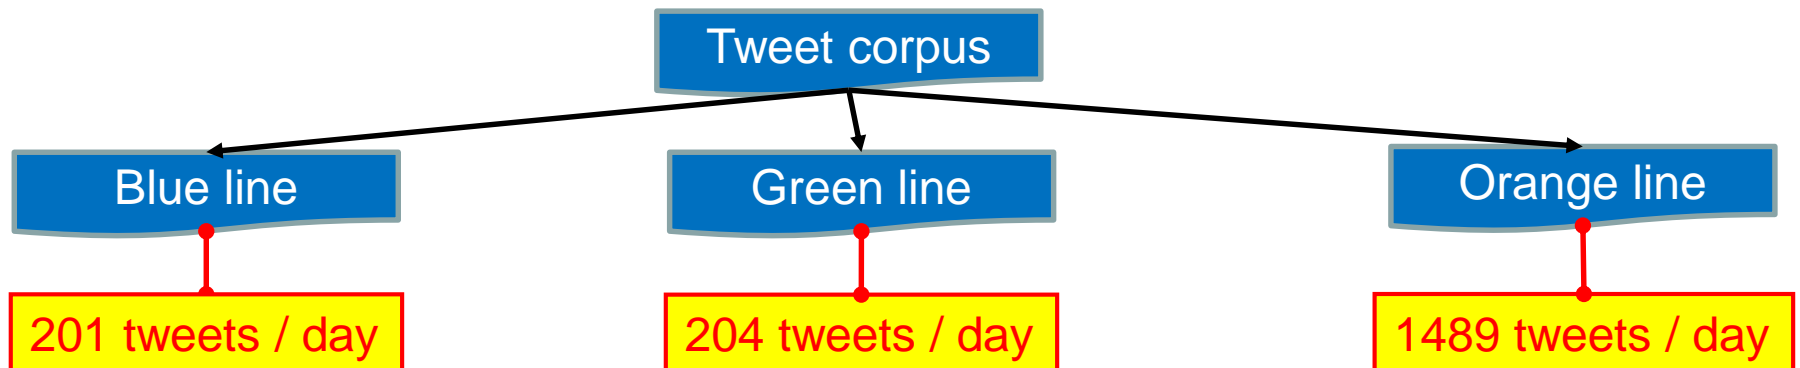 Tweet corpus
Blue line
Green line
Orange line
201 tweets / day
204 tweets / day
1489 tweets / day